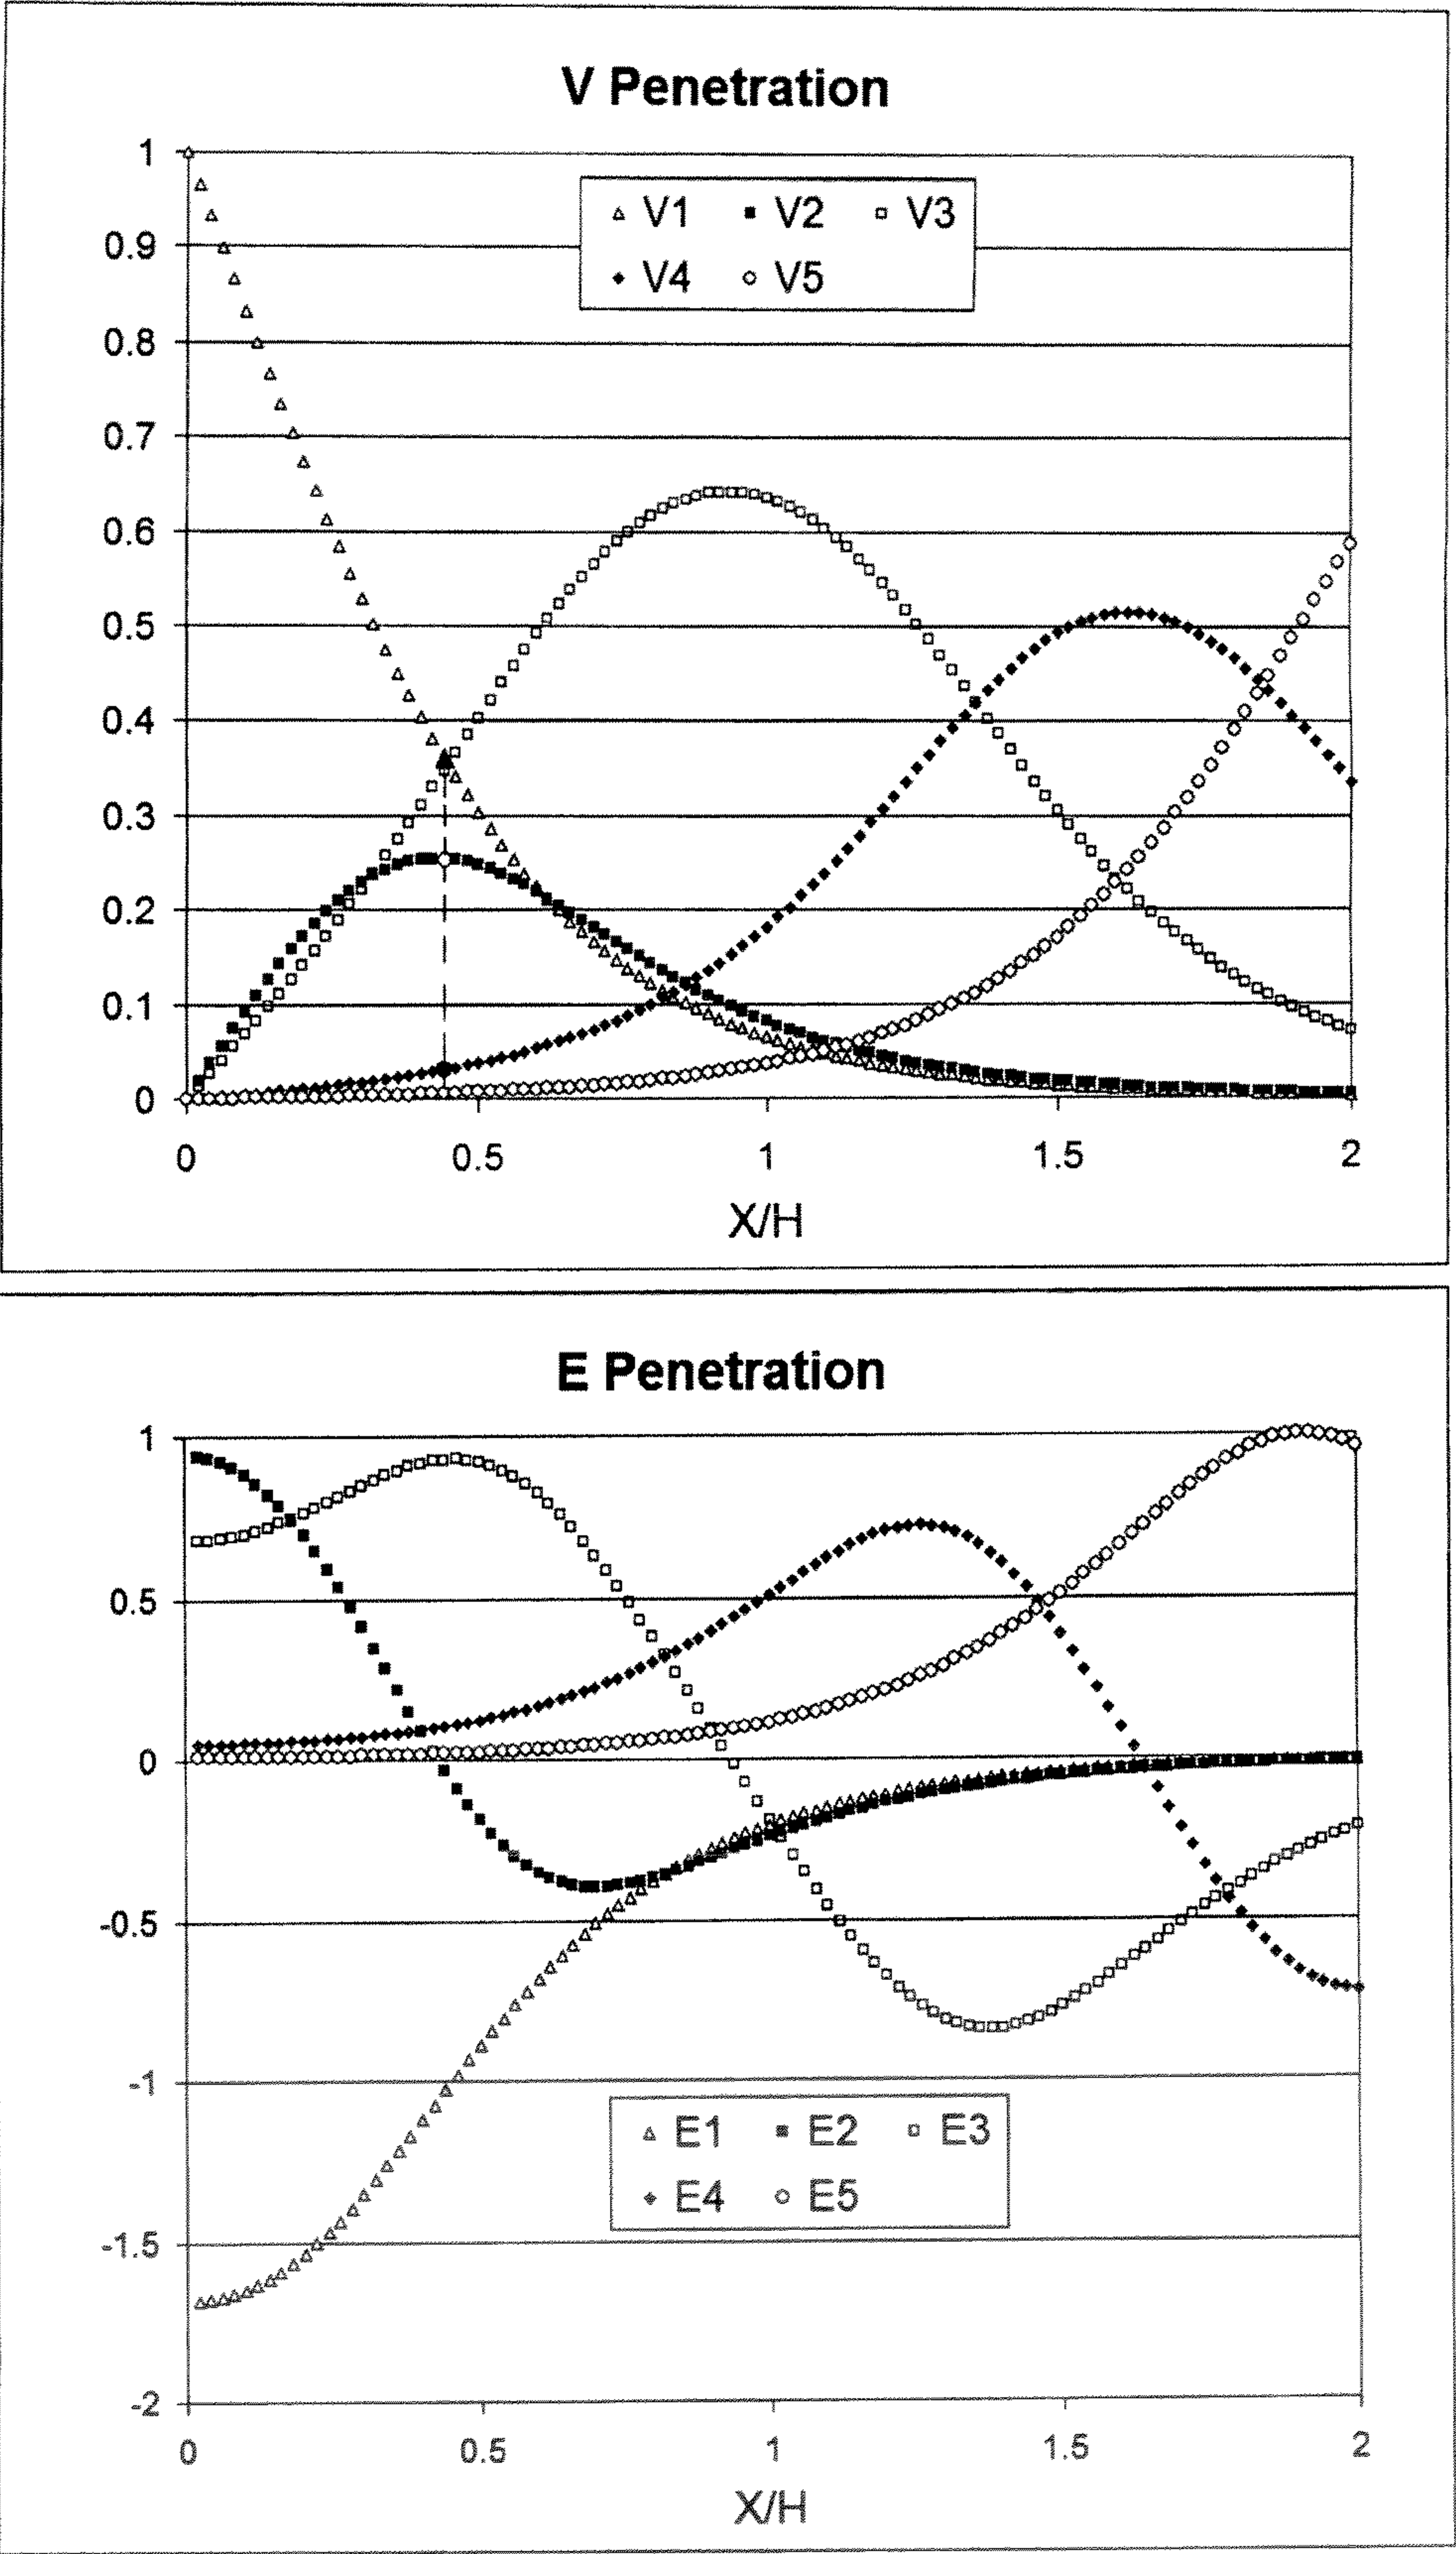 V Penetration
1
V1 V2 V3
0.9
V4 V5
0.8
0.7
0.6
0.5
0.4
0.3
0.2
0.1
0
0 0.5 1 1.5 2
X/H
E Penetration
1
0.5
0
-0.5
-1
E1 E2 E3
E4 E5
-1.5
-2
0 0.5 1 1.5 2
X/H